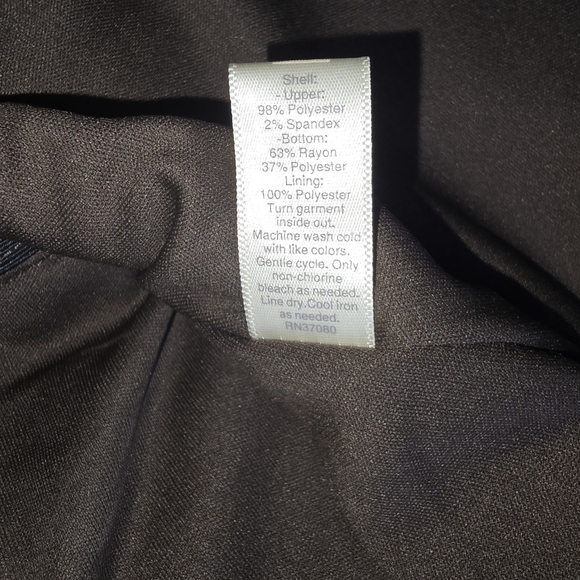 Shell:
- Upper:
98% Polyester
2% Spandex
-Bottom:
63% Rayon
37% Polyester
Lining:
100% Polyester
Turn garment
inside out.
Machine wash cold
with like colors.
Gentle cycle. Only
non-chlorine
bleach as needed.
Line dry.Cool iron
as needed.
RN37080